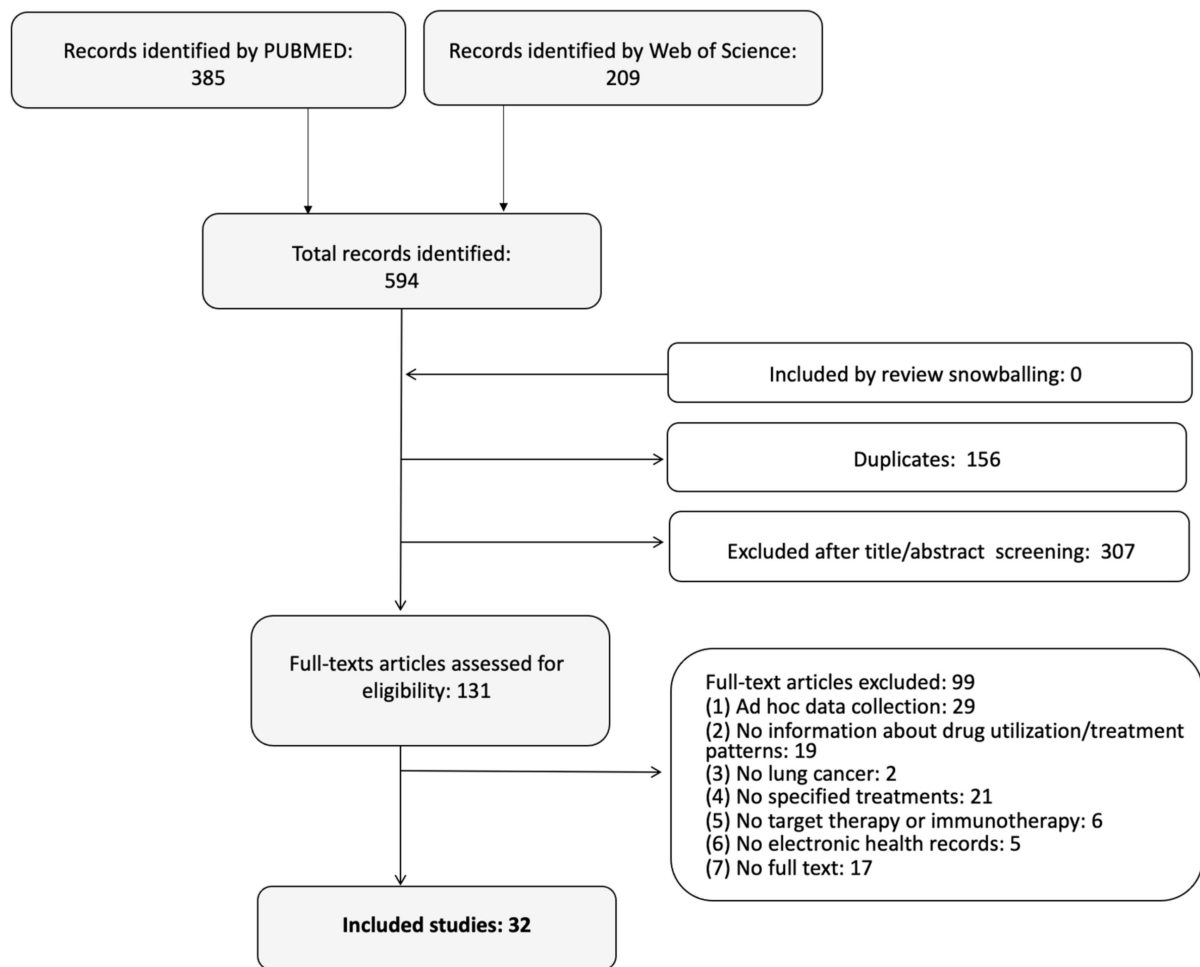 Records identified by PUBMED:
385
Records identified by Web of Science:
209
Total records identified:
594
Included by review snowballing: 0
Duplicates: 156
Excluded after title/abstract screening: 307
Full-texts articles assessed for
eligibility: 131
Full-text articles excluded: 99
(1) Ad hoc data collection: 29
(2) No information about drug utilization/treatment
patterns: 19
(3) No lung cancer: 2
(4) No specified treatments: 21
(5) No target therapy or immunotherapy: 6
(6) No electronic health records: 5
(7) No full text: 17
Included studies: 32